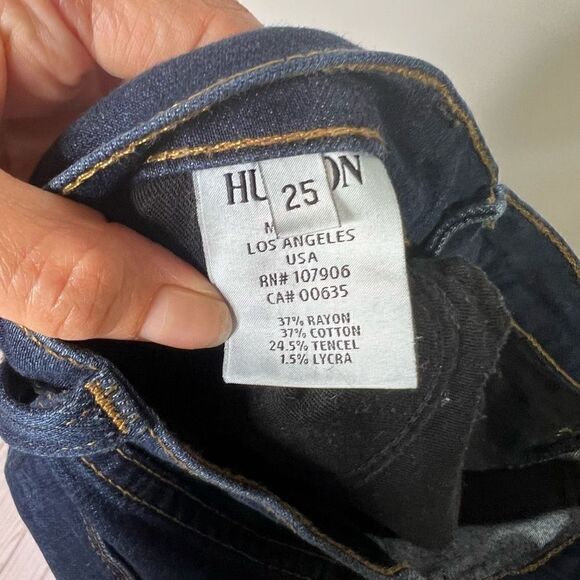 25
LOS ANGELES
USA
RN# 107906
CA# 00635
37% RAYON
37% COTTON
24.5% TENCEL
1.5% LYCRA